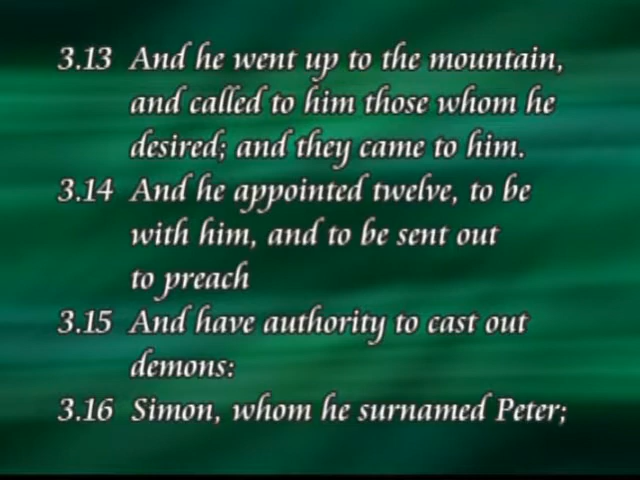 3.13 And he went up to the mountain,
and called to him those whom he
desired; and they came to him.
3.14 And he appointed twelve, to be
with him, and to be sent out
to preach
3.15 And have authority to cast out
demons:
3.16 Simon, whom he surnamed Peter;